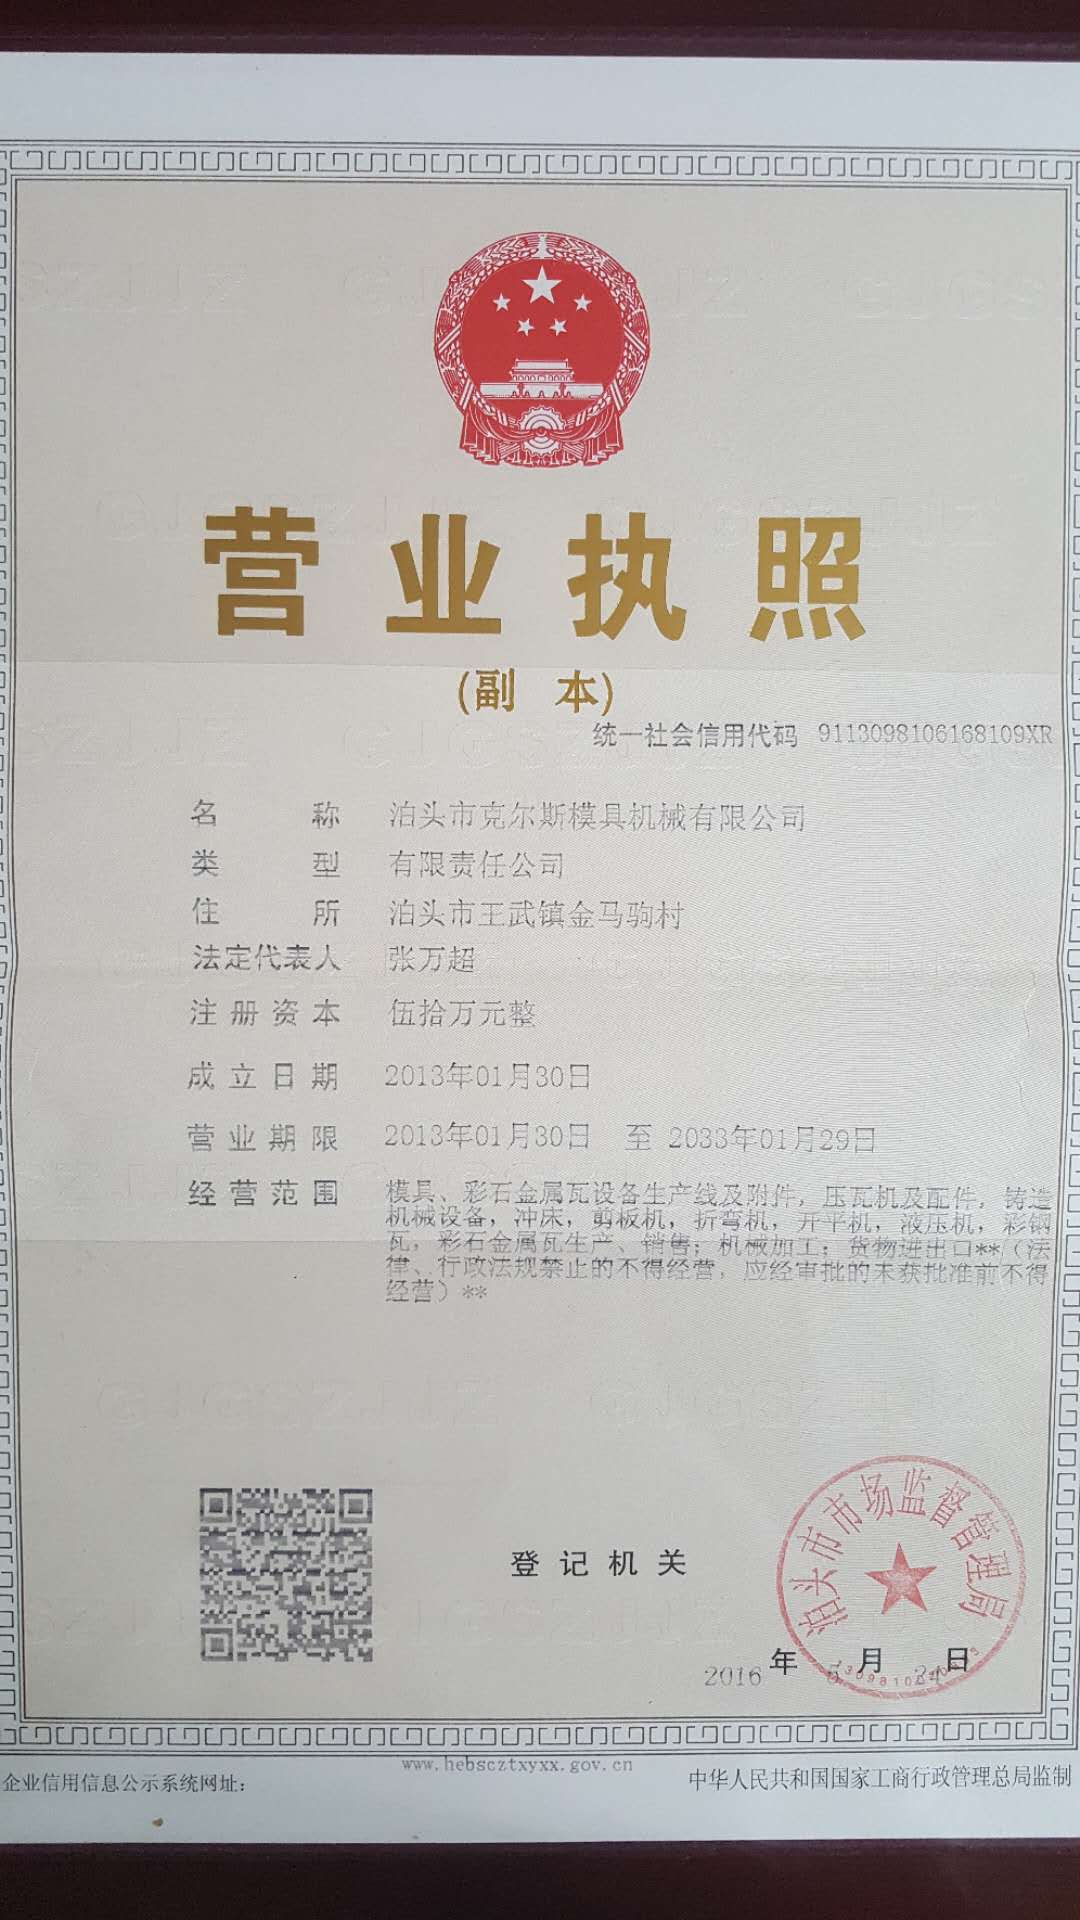 营业执照
(副 本)
统一社会信用代码 9113098106168109XR
名称 泊头市克尔斯模具机械有限公司
类型 有限责任公司
住所 泊头市王武镇金马驹村
法定代表人 张万超
注册资本 伍拾万元整
成立日期 2013年01月30日
营业期限 2013年01月30日 至 2033年01月29日
经营范围 模具、彩石金属瓦设备生产线及附件，压瓦机及配件，铸造
机械设备，冲床，剪板机，折弯机，开平机，液压机，彩钢
瓦，彩石金属瓦生产、销售；机械加工；货物进出口**（法
律、行政法规禁止的不得经营，应经审批的未获批准前不得
经营）**
泊头市市场监督管理局
登记机关
2016 年 5 月 24 日
www.hebscztxyxx.gov.cn
企业信用信息公示系统网址：
中华人民共和国国家工商行政管理总局监制